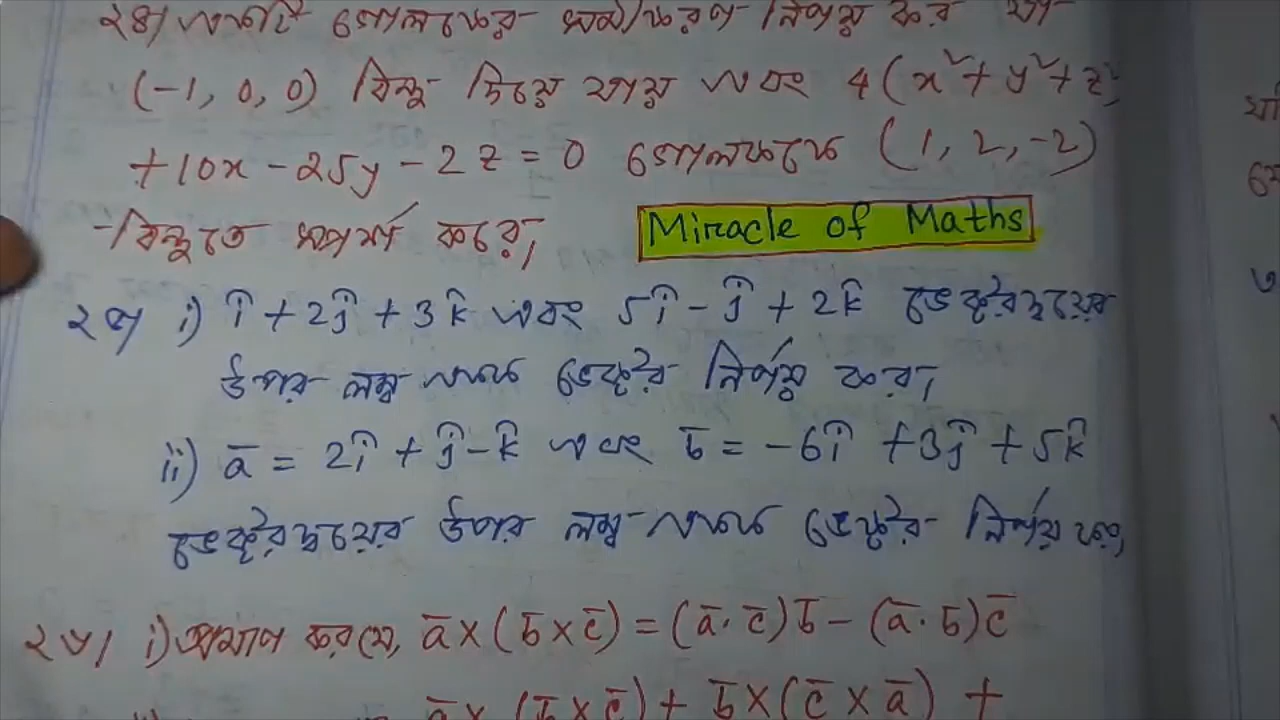 ২৪। একটি গোলকের সমীকরণ নির্ণয় কর যা
(-1, 0, 0) বিন্দু দিয়ে যায় এবং 4(x²+y²+z²)
+10x-25y-2z=0 গোলককে (1, 2, -2)
বিন্দুতে স্পর্শ করে।
Miracle of Maths
২৫। i) î+2ĵ+3k̂ এবং 5î-ĵ+2k̂ ভেক্টরদ্বয়ের
উপর লম্ব একক ভেক্টর নির্ণয় কর।
ii) ā = 2î+ĵ-k̂ এবং b̄ = -6î+3ĵ+5k̂
ভেক্টরদ্বয়ের উপর লম্ব একক ভেক্টর নির্ণয় কর,
২৬। i) প্রমাণ কর যে, ā×(b̄×c̄)=(ā·c̄)b̄-(ā·b̄)c̄
ā×(b̄×c̄)+b̄×(c̄×ā)+